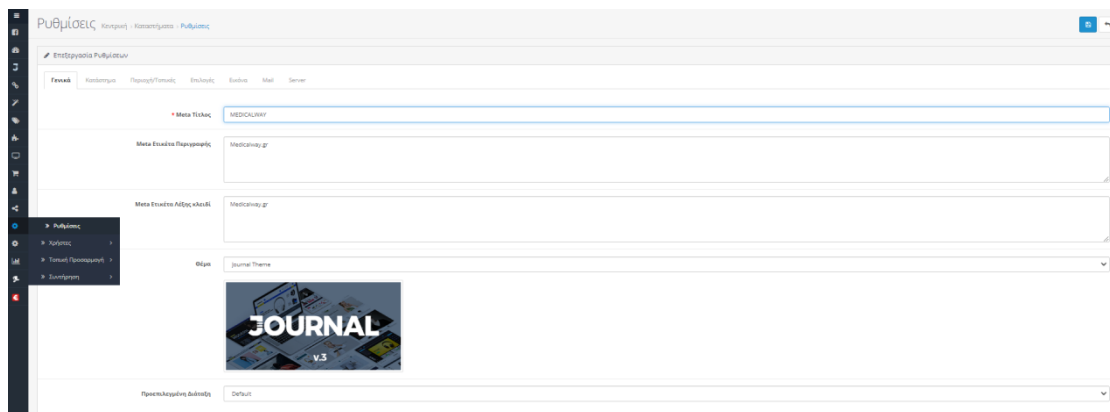 Ρυθμίσεις Κεντρική › Καταστήματα › Ρυθμίσεις
Επεξεργασία Ρυθμίσεων
Γενικά Κατάστημα Περιοχή/Τοπικές Επιλογές Εικόνα Mail Server
* Meta Τίτλος MEDICALWAY
Meta Ετικέτα Περιγραφής Medicalway.gr
Meta Ετικέτα Λέξης κλειδί Medicalway.gr
» Ρυθμίσεις
» Χρήστες ›
» Τοπική Προσαρμογή ›
» Συντήρηση ›
Θέμα Journal Theme
JOURNAL
v.3
Προεπιλεγμένη Διάταξη Default